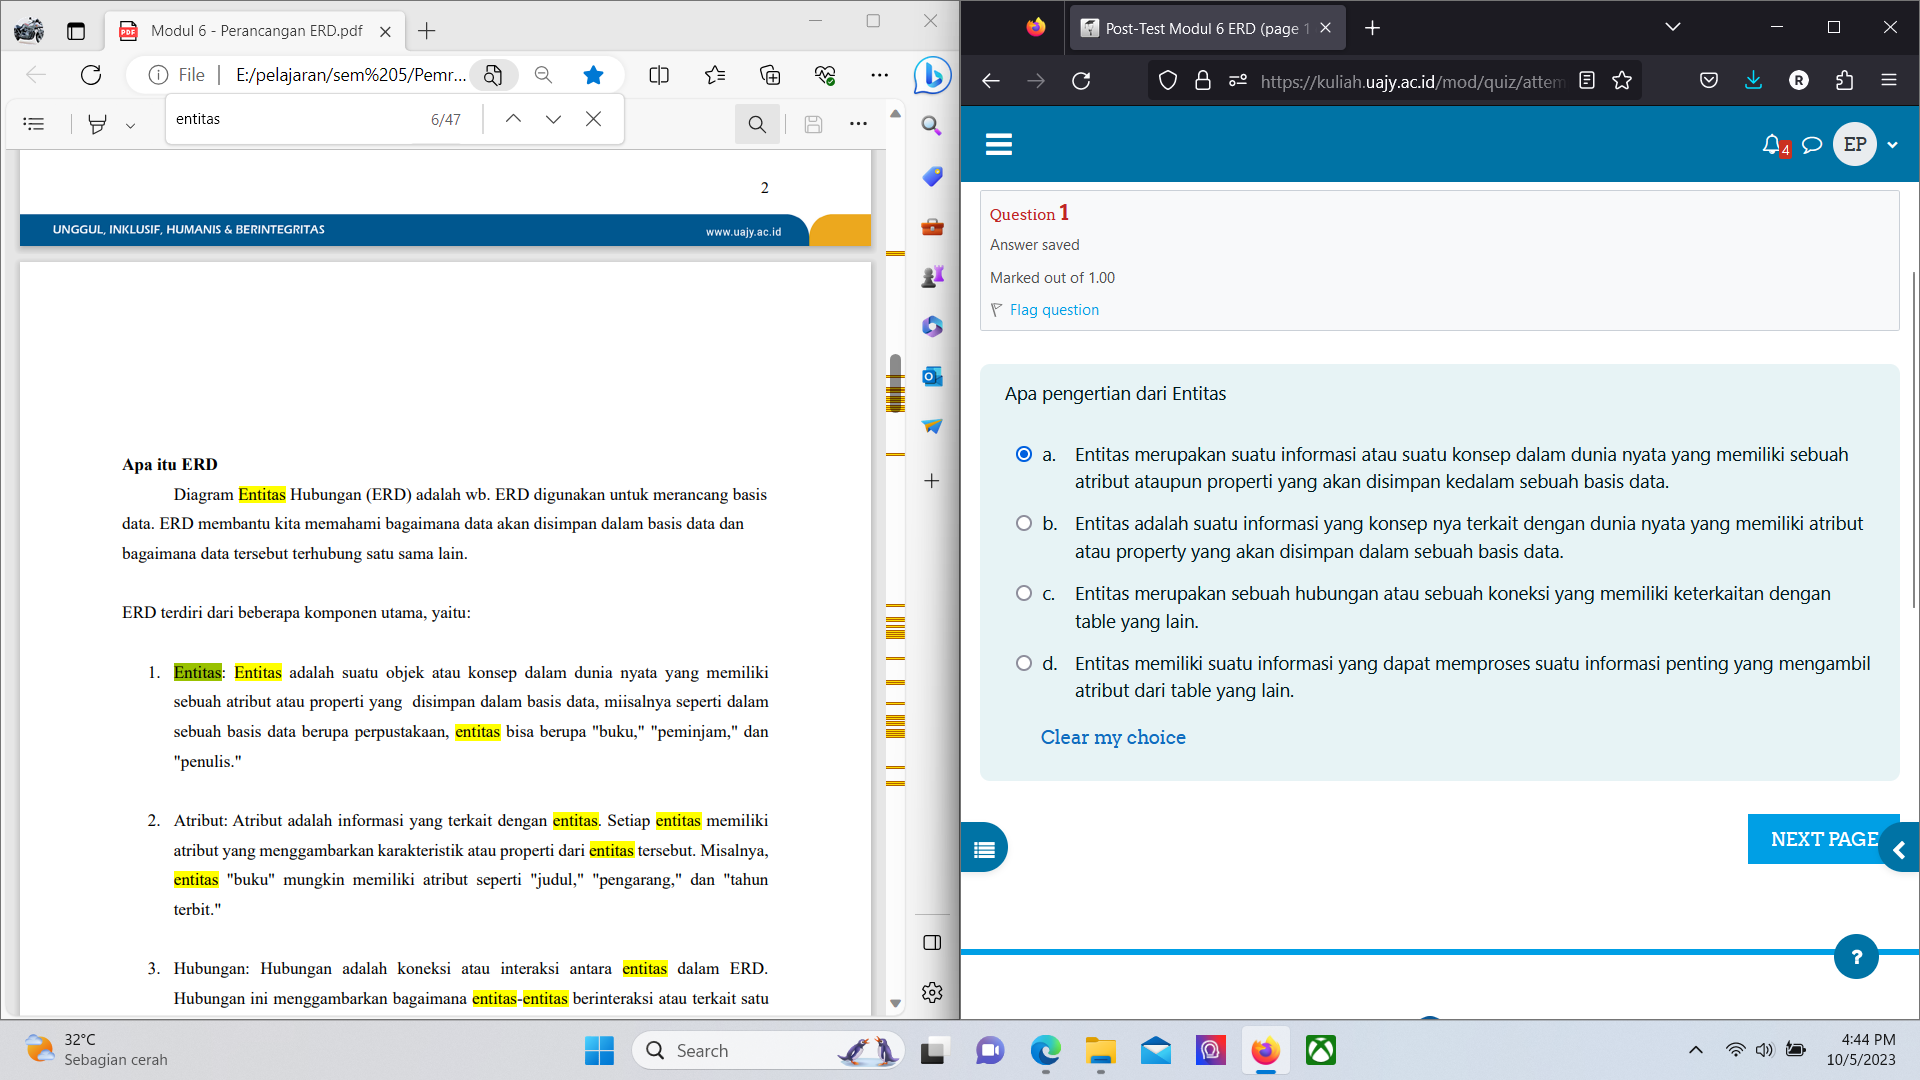 Modul 6 - Perancangan ERD.pdf
File
E:/pelajaran/sem%205/Pemr...
entitas
6/47
2
UNGGUL, INKLUSIF, HUMANIS & BERINTEGRITAS
www.uajy.ac.id
Apa itu ERD
Diagram Entitas Hubungan (ERD) adalah wb. ERD digunakan untuk merancang basis
data. ERD membantu kita memahami bagaimana data akan disimpan dalam basis data dan
bagaimana data tersebut terhubung satu sama lain.
ERD terdiri dari beberapa komponen utama, yaitu:
1. Entitas: Entitas adalah suatu objek atau konsep dalam dunia nyata yang memiliki
sebuah atribut atau properti yang disimpan dalam basis data, miisalnya seperti dalam
sebuah basis data berupa perpustakaan, entitas bisa berupa "buku," "peminjam," dan
"penulis."
2. Atribut: Atribut adalah informasi yang terkait dengan entitas. Setiap entitas memiliki
atribut yang menggambarkan karakteristik atau properti dari entitas tersebut. Misalnya,
entitas "buku" mungkin memiliki atribut seperti "judul," "pengarang," dan "tahun
terbit."
3. Hubungan: Hubungan adalah koneksi atau interaksi antara entitas dalam ERD.
Hubungan ini menggambarkan bagaimana entitas-entitas berinteraksi atau terkait satu
Post-Test Modul 6 ERD (page 1
https://kuliah.uajy.ac.id/mod/quiz/attem
4
EP
Question 1
Answer saved
Marked out of 1.00
Flag question
Apa pengertian dari Entitas
a. Entitas merupakan suatu informasi atau suatu konsep dalam dunia nyata yang memiliki sebuah
atribut ataupun properti yang akan disimpan kedalam sebuah basis data.
b. Entitas adalah suatu informasi yang konsep nya terkait dengan dunia nyata yang memiliki atribut
atau property yang akan disimpan dalam sebuah basis data.
c. Entitas merupakan sebuah hubungan atau sebuah koneksi yang memiliki keterkaitan dengan
table yang lain.
d. Entitas memiliki suatu informasi yang dapat memproses suatu informasi penting yang mengambil
atribut dari table yang lain.
Clear my choice
NEXT PAGE
?
32°C
Sebagian cerah
Search
4:44 PM
10/5/2023